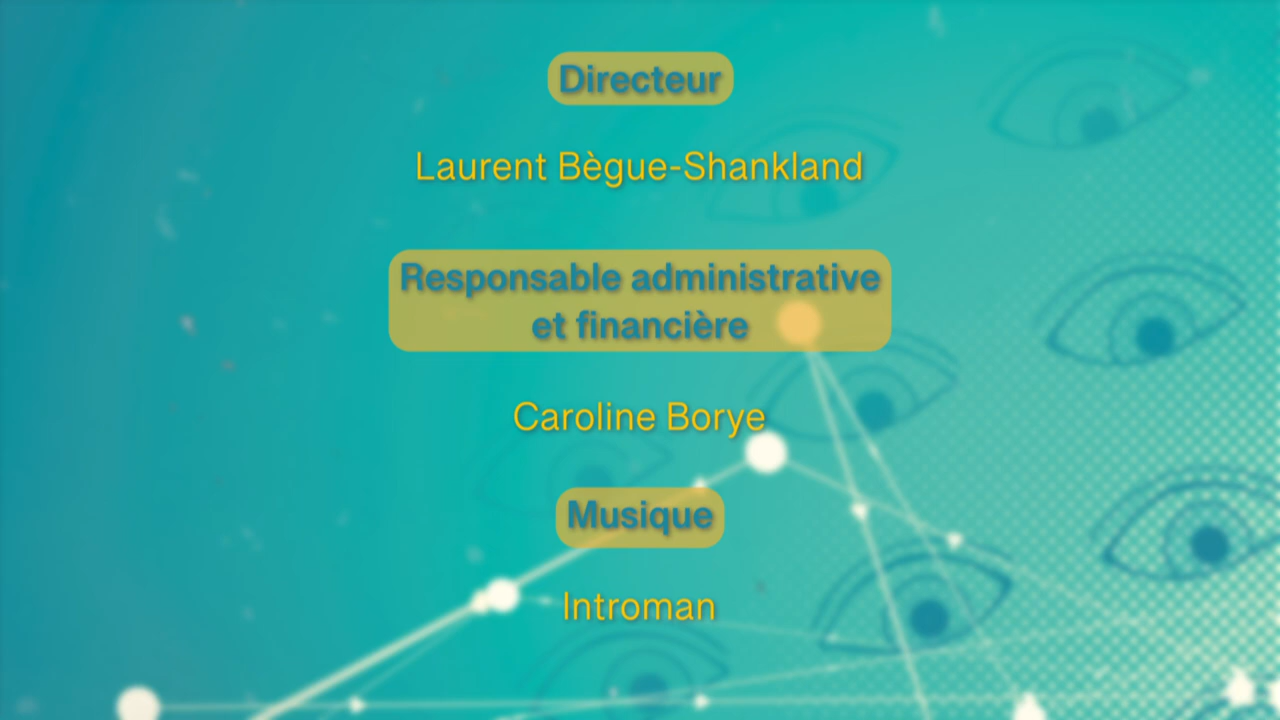 Directeur
Laurent Bègue-Shankland
Responsable administrative
et financière
Caroline Borye
Musique
Introman